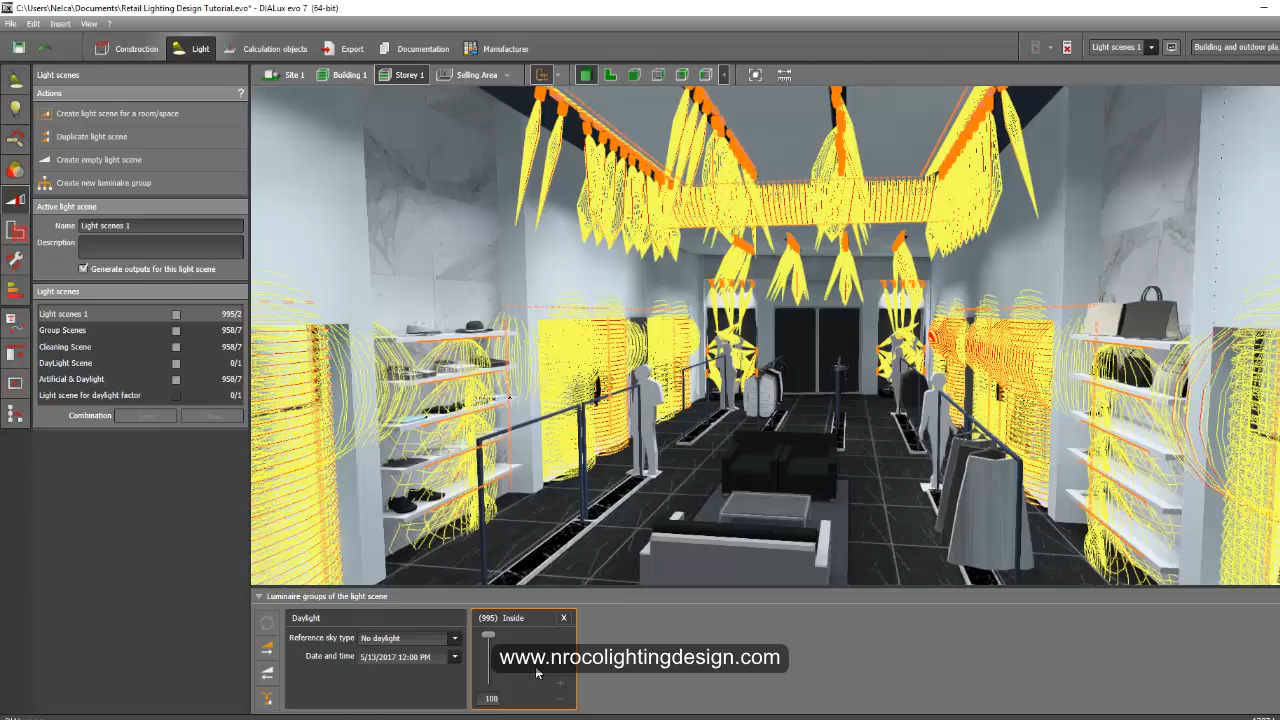 C:\Users\Nelca\Documents\Retail Lighting Design Tutorial.evo* - DIALux evo 7 (64-bit)
File Edit Insert View ?
Construction Light Calculation objects Export Documentation Manufacturer Light scenes 1 Building and outdoor pla
Light scenes Site 1 Building 1 Storey 1 Selling Area
Actions ?
Create light scene for a room/space
Duplicate light scene
Create empty light scene
Create new luminaire group
Active light scene
Name Light scenes 1
Description
Generate outputs for this light scene
Light scenes
Light scenes 1 995/2
Group Scenes 958/7
Cleaning Scene 958/7
DayLight Scene 0/1
Artificial & Daylight 958/7
Light scene for daylight factor 0/1
Combination
Luminaire groups of the light scene
Daylight (995) Inside X
Reference sky type No daylight
Date and time 5/13/2017 12:00 PM
www.nrocolightingdesign.com
100